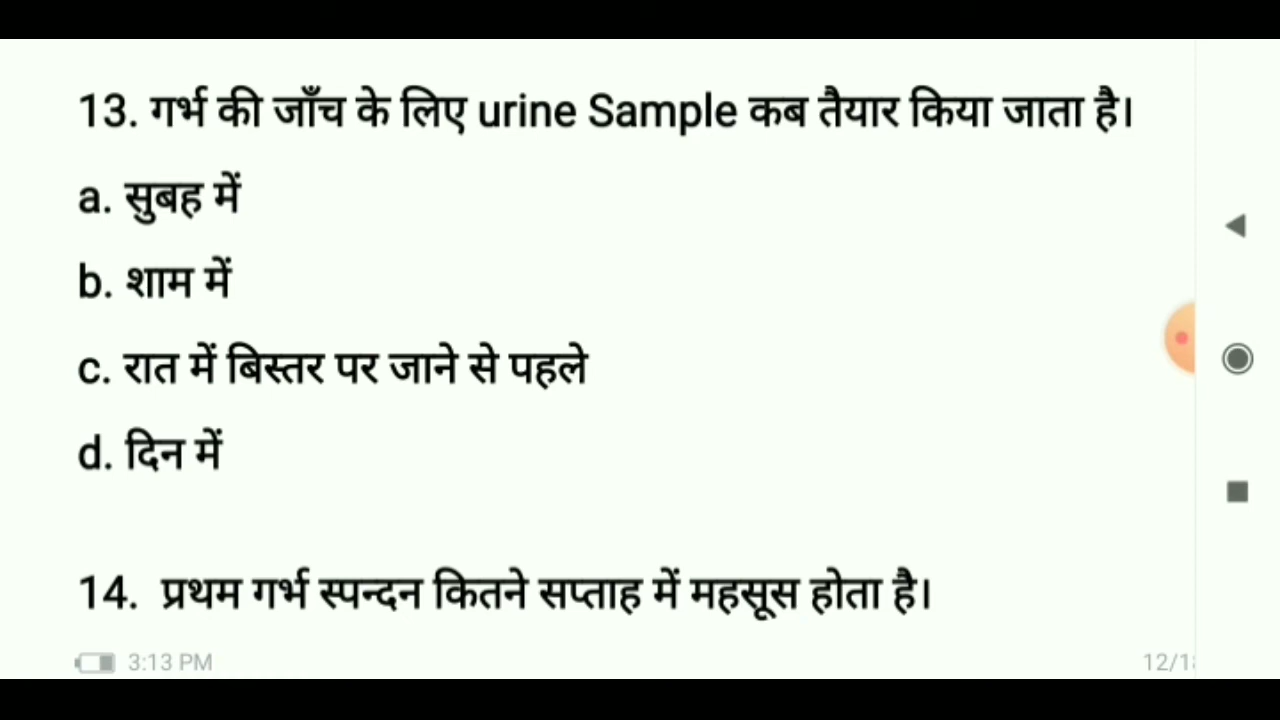 13. गर्भ की जाँच के लिए urine Sample कब तैयार किया जाता है।
a. सुबह में
b. शाम में
c. रात में बिस्तर पर जाने से पहले
d. दिन में
14. प्रथम गर्भ स्पन्दन कितने सप्ताह में महसूस होता है।
3:13 PM